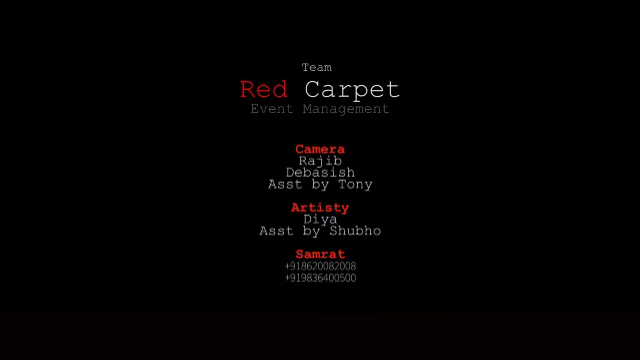 Team
Red Carpet
Event Management
Camera
Rajib
Debasish
Asst by Tony
Artisty
Diya
Asst by Shubho
Samrat
+918620082008
+919836400500